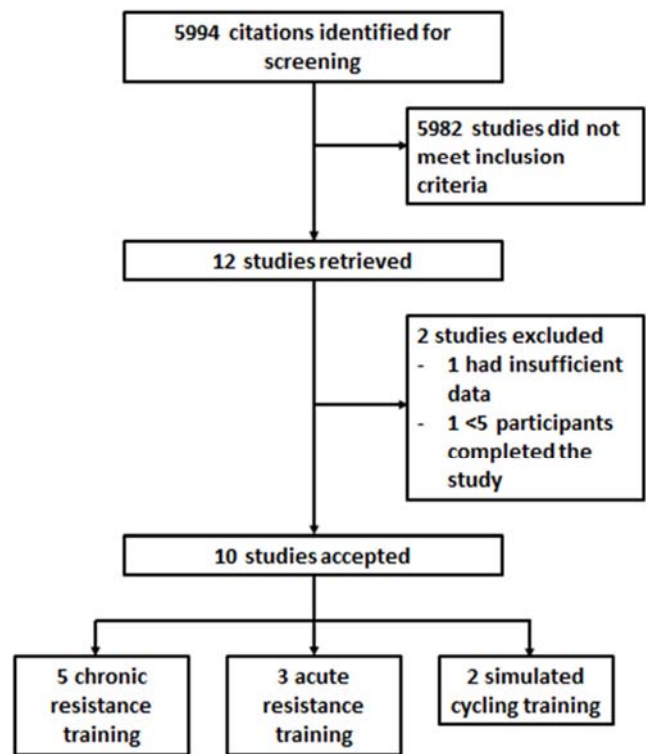 5994 citations identified for
screening
5982 studies did not
meet inclusion
criteria
12 studies retrieved
2 studies excluded
- 1 had insufficient
data
- 1 <5 participants
completed the
study
10 studies accepted
5 chronic
resistance
training
3 acute
resistance
training
2 simulated
cycling training